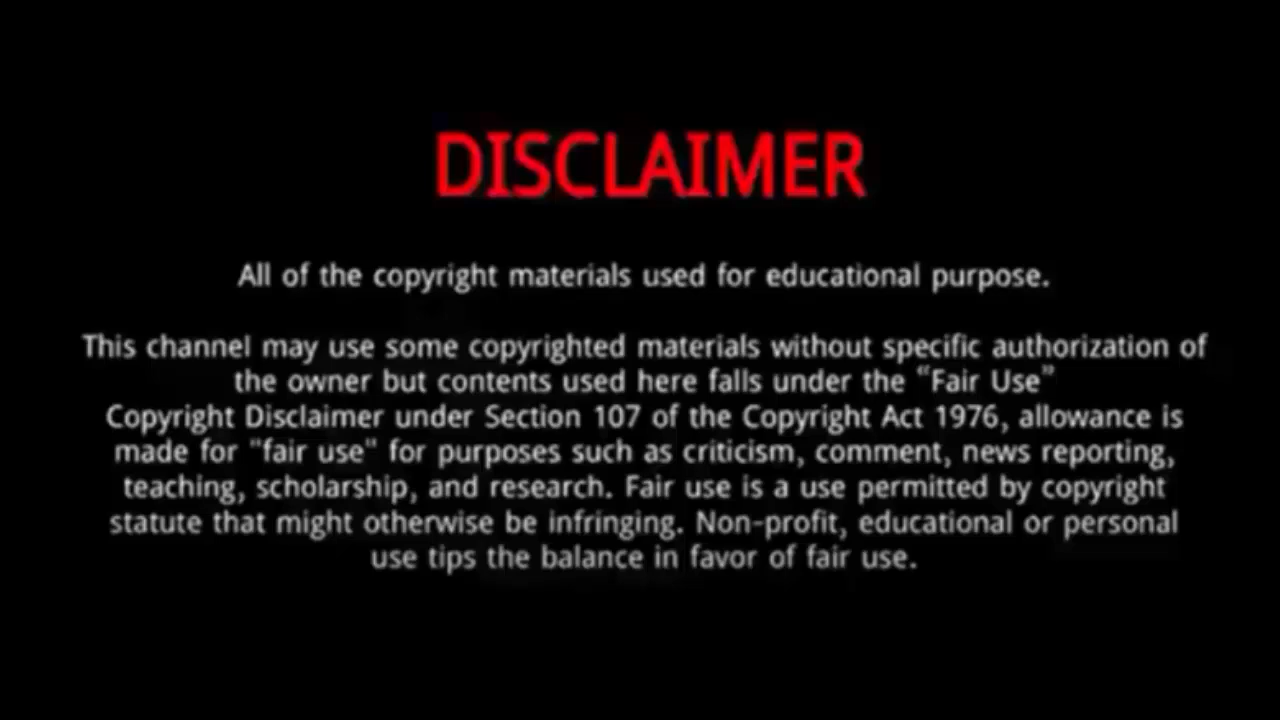 DISCLAIMER
All of the copyright materials used for educational purpose.
This channel may use some copyrighted materials without specific authorization of
the owner but contents used here falls under the “Fair Use”
Copyright Disclaimer under Section 107 of the Copyright Act 1976, allowance is
made for "fair use" for purposes such as criticism, comment, news reporting,
teaching, scholarship, and research. Fair use is a use permitted by copyright
statute that might otherwise be infringing. Non-profit, educational or personal
use tips the balance in favor of fair use.